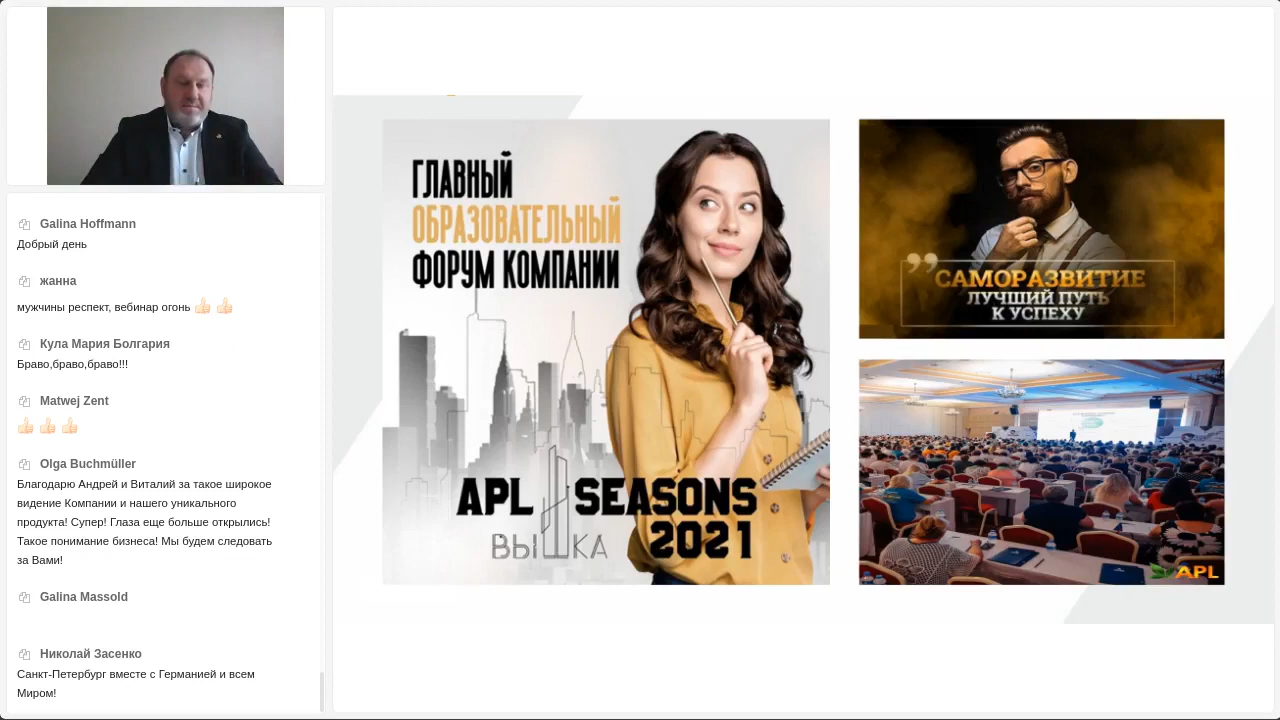 Galina Hoffmann
Добрый день
жанна
мужчины респект, вебинар огонь
Кула Мария Болгария
Браво,браво,браво!!!
Matwej Zent
Olga Buchmüller
Благодарю Андрей и Виталий за такое широкое
видение Компании и нашего уникального
продукта! Супер! Глаза еще больше открылись!
Такое понимание бизнеса! Мы будем следовать
за Вами!
Galina Massold
Николай Засенко
Санкт-Петербург вместе с Германией и всем
Миром!
ГЛАВНЫЙ
ОБРАЗОВАТЕЛЬНЫЙ
ФОРУМ КОМПАНИИ
APL SEASONS
ВЫШКА 2021
САМОРАЗВИТИЕ
ЛУЧШИЙ ПУТЬ
К УСПЕХУ
APL